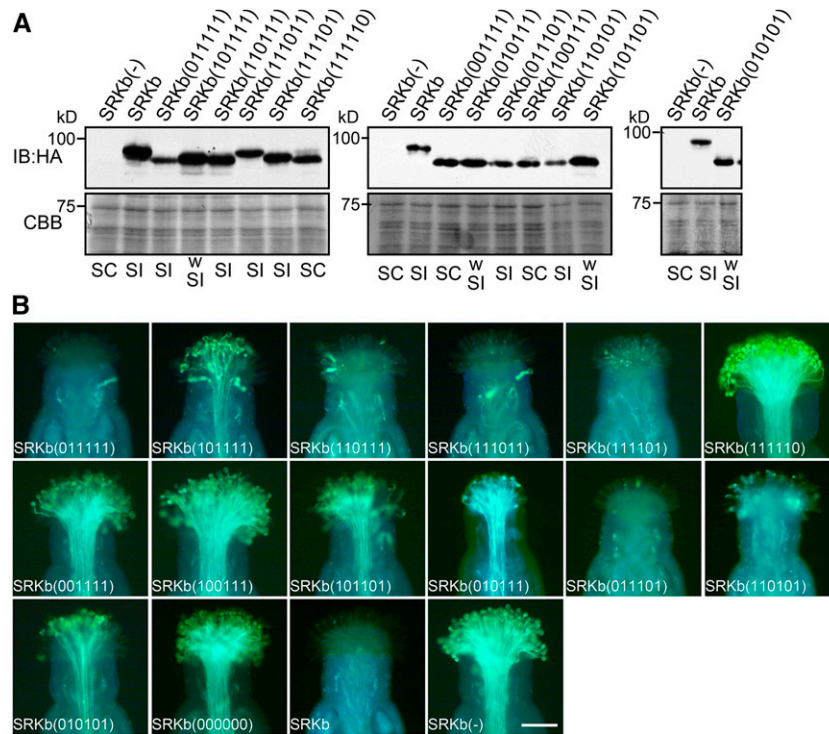 A
SRKb(-)
SRKb
SRKb(011111)
SRKb(101111)
SRKb(110111)
SRKb(111011)
SRKb(111101)
SRKb(111110)
SRKb(-)
SRKb
SRKb(001111)
SRKb(010111)
SRKb(011101)
SRKb(100111)
SRKb(110101)
SRKb(101101)
SRKb(-)
SRKb
SRKb(010101)
kD kD kD
100 100 100
IB:HA
75 75 75
CBB
SC SI SI w SI SI SI SI SC SC SI SC w SI SI SC SI w SI SC SI w SI
B
SRKb(011111) SRKb(101111) SRKb(110111) SRKb(111011) SRKb(111101) SRKb(111110)
SRKb(001111) SRKb(100111) SRKb(101101) SRKb(010111) SRKb(011101) SRKb(110101)
SRKb(010101) SRKb(000000) SRKb SRKb(-)